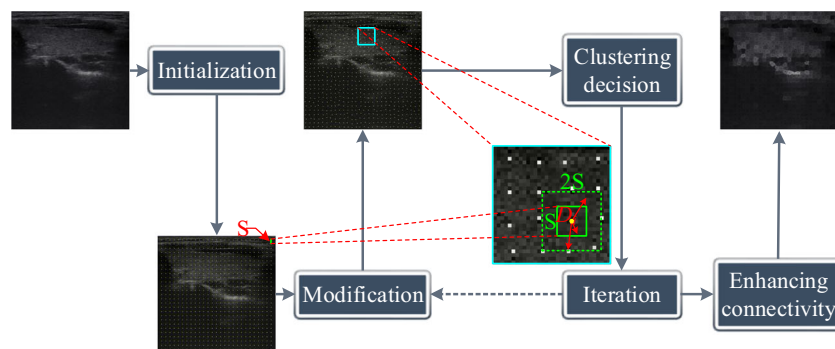 Initialization
Clustering
decision
2S
S
D
S
Modification
Iteration
Enhancing
connectivity